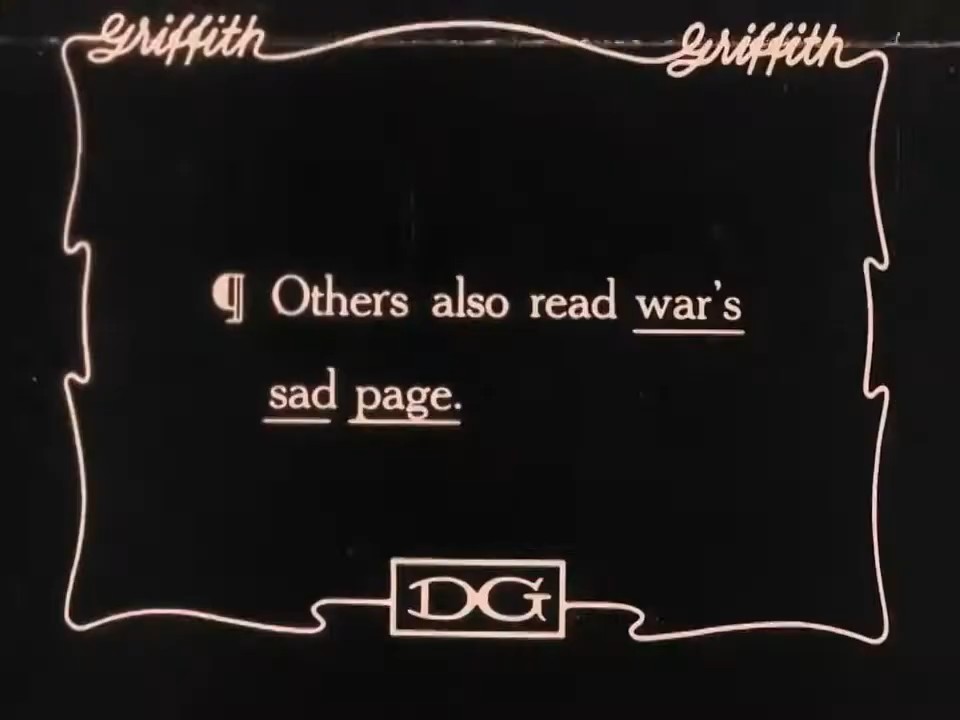 Griffith Griffith
¶ Others also read war's
sad page.
DG